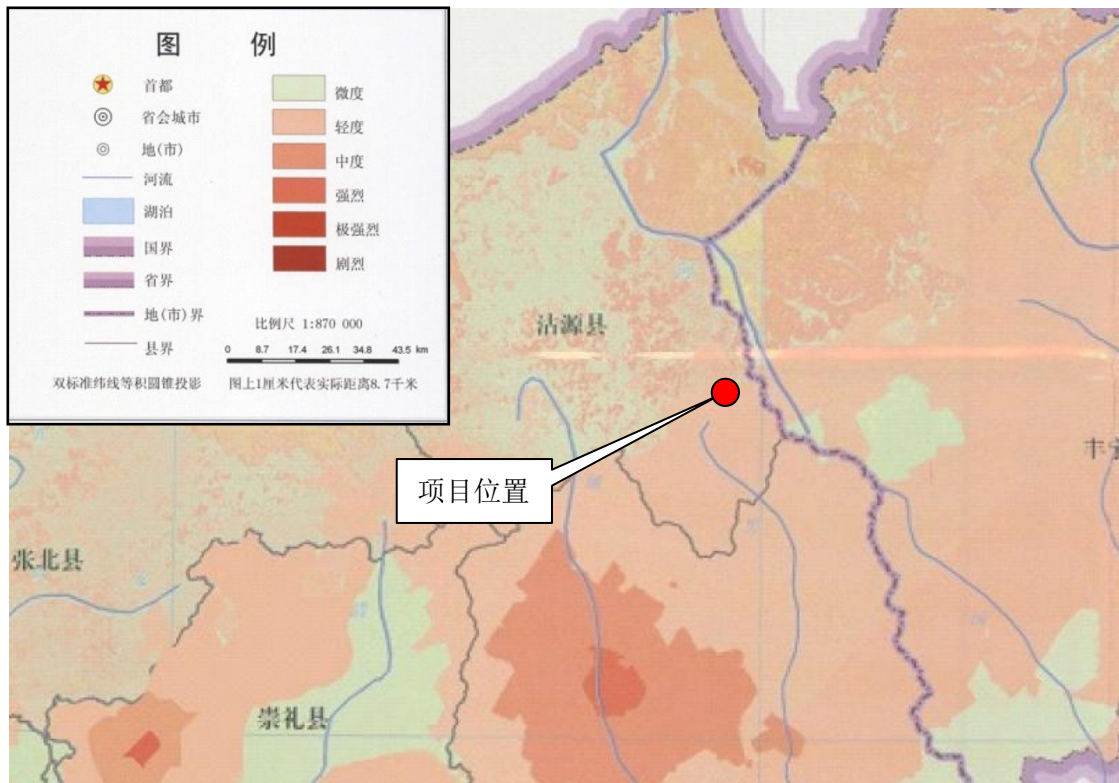 图 例
首都
省会城市
地(市)
河流
湖泊
国界
省界
地(市)界
县界
微度
轻度
中度
强烈
极强烈
剧烈
比例尺 1:870 000
0 8.7 17.4 26.1 34.8 43.5 km
双标准纬线等积圆锥投影 图上1厘米代表实际距离8.7千米
沽源县
项目位置
丰
张北县
崇礼县